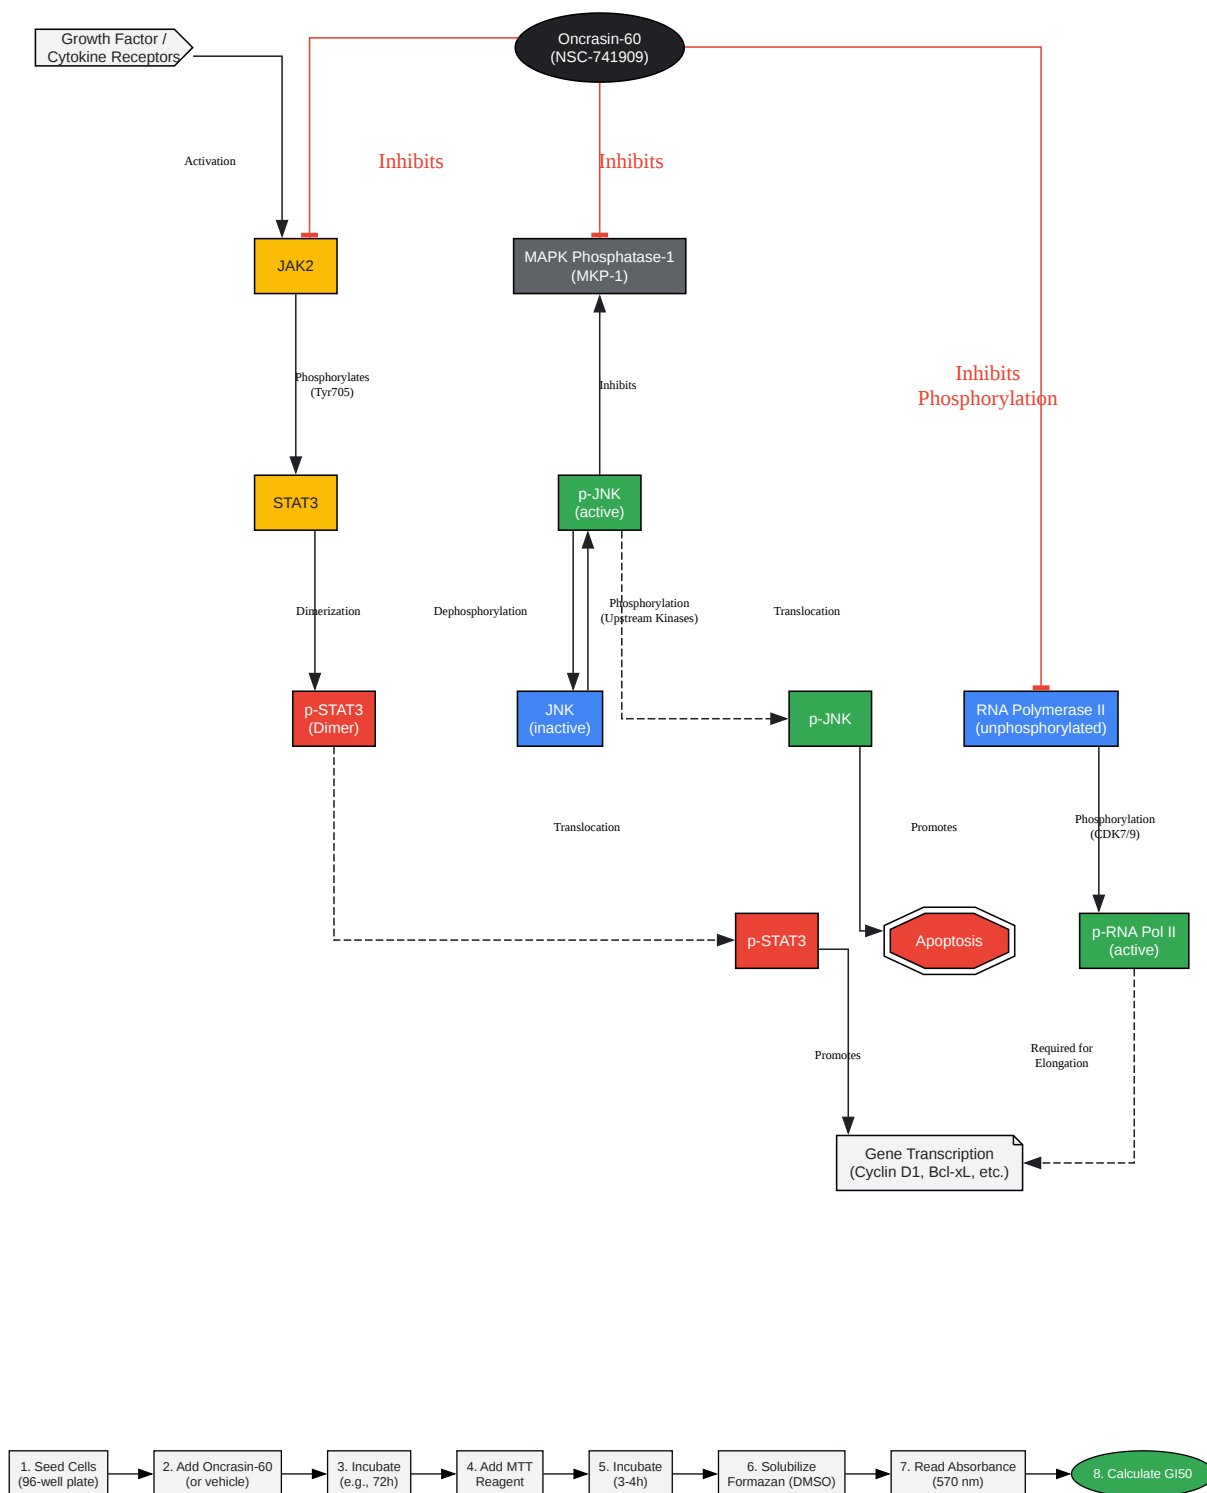 Growth Factor /
Cytokine Receptors
Oncrasin-60
(NSC-741909)
Activation
Inhibits
Inhibits
JAK2
MAPK Phosphatase-1
(MKP-1)
Phosphorylates
(Tyr705)
Inhibits
Inhibits
Phosphorylation
STAT3
p-JNK
(active)
Dimerization
Dephosphorylation
Phosphorylation
(Upstream Kinases)
Translocation
p-STAT3
(Dimer)
JNK
(inactive)
p-JNK
RNA Polymerase II
(unphosphorylated)
Translocation
Promotes
Phosphorylation
(CDK7/9)
p-STAT3
Apoptosis
p-RNA Pol II
(active)
Promotes
Required for
Elongation
Gene Transcription
(Cyclin D1, Bcl-xL, etc.)
1. Seed Cells
(96-well plate)
2. Add Oncrasin-60
(or vehicle)
3. Incubate
(e.g., 72h)
4. Add MTT
Reagent
5. Incubate
(3-4h)
6. Solubilize
Formazan (DMSO)
7. Read Absorbance
(570 nm)
8. Calculate GI50